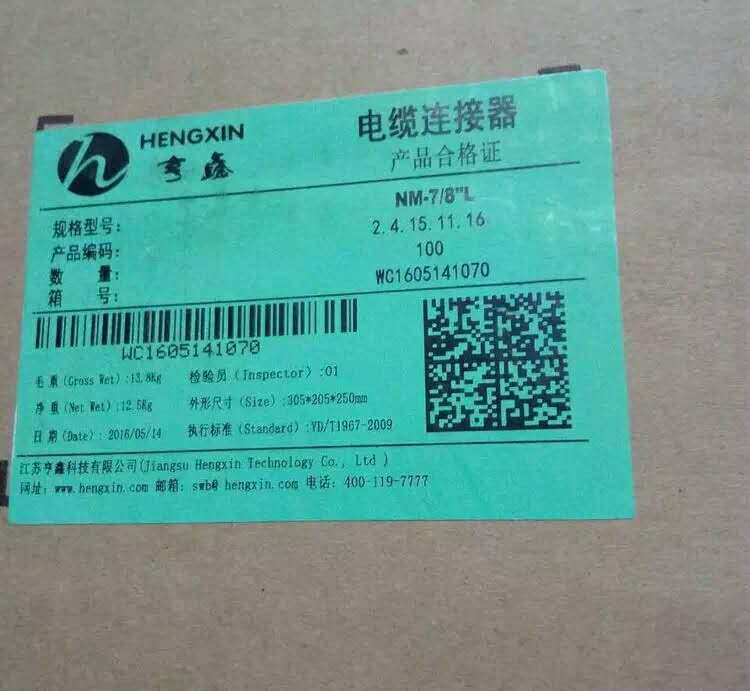 HENGXIN
亨鑫
电缆连接器
产品合格证
规格型号: NM-7/8"L
产品编码: 2.4.15.11.16
数 量: 100
箱 号: WC1605141070
WC1605141070
毛 重(Gross Wet):13.8Kg 检验员(Inspector):01
净 重(Net Wet):12.5Kg 外形尺寸(Size):305*205*250mm
日 期(Date): 2016/05/14 执行标准(Standard):YD/T1967-2009
江苏亨鑫科技有限公司(Jiangsu Hengxin Technology Co., Ltd )
网址: www.hengxin.com 邮箱: swb@ hengxin.com 电话: 400-119-7777